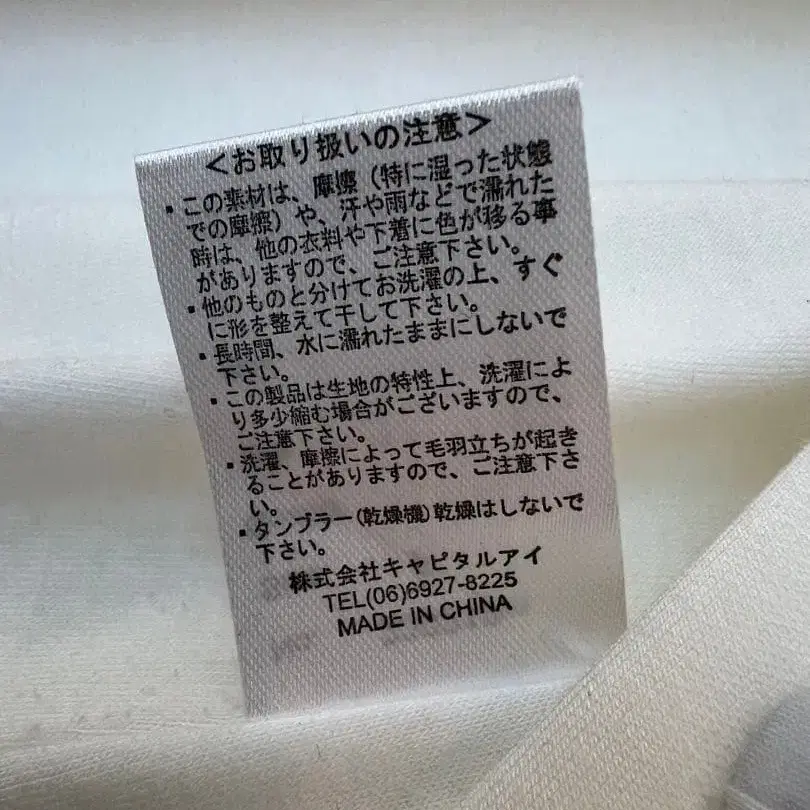 <お取り扱いの注意>
・この素材は、摩擦（特に湿った状態
での摩擦）や、汗や雨などで濡れた
時は、他の衣料や下着に色が移る事
がありますので、ご注意下さい。
・他のものと分けてお洗濯の上、すぐ
に形を整えて干して下さい。
・長時間、水に濡れたままにしないで
下さい。
・この製品は生地の特性上、洗濯によ
り多少縮む場合がございますので、
ご注意下さい。
・洗濯、摩擦によって毛羽立ちが起き
ることがありますので、ご注意下さ
い。
・タンブラー(乾燥機)乾燥はしないで
下さい。
株式会社キャピタルアイ
TEL(06)6927-8225
MADE IN CHINA